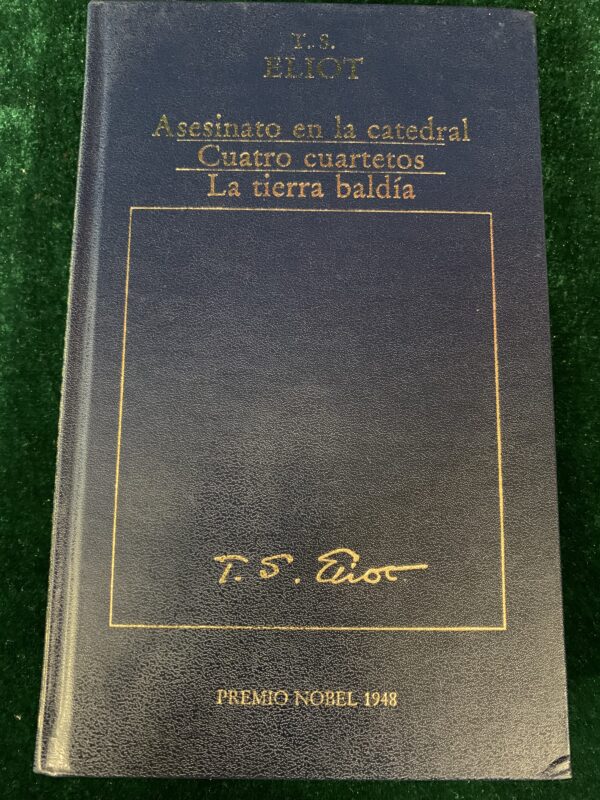 T. S.
ELIOT
Asesinato en la catedral
Cuatro cuartetos
La tierra baldía
T. S. Eliot
PREMIO NOBEL 1948